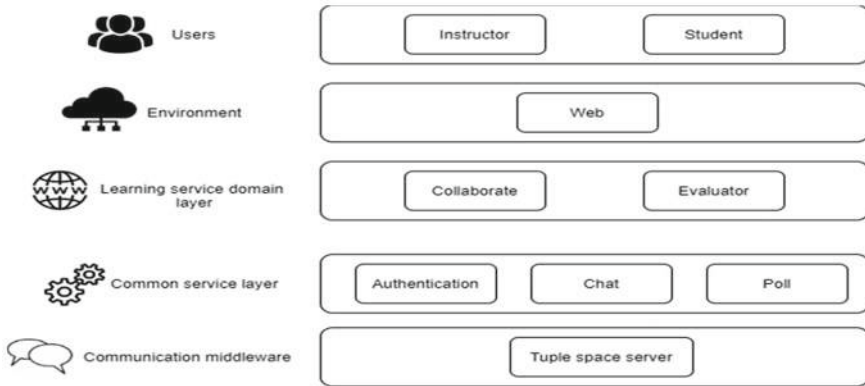 Users
Instructor
Student
Environment
Web
Learning service domain
layer
Collaborate
Evaluator
Common service layer
Authentication
Chat
Poll
Communication middleware
Tuple space server
WWW